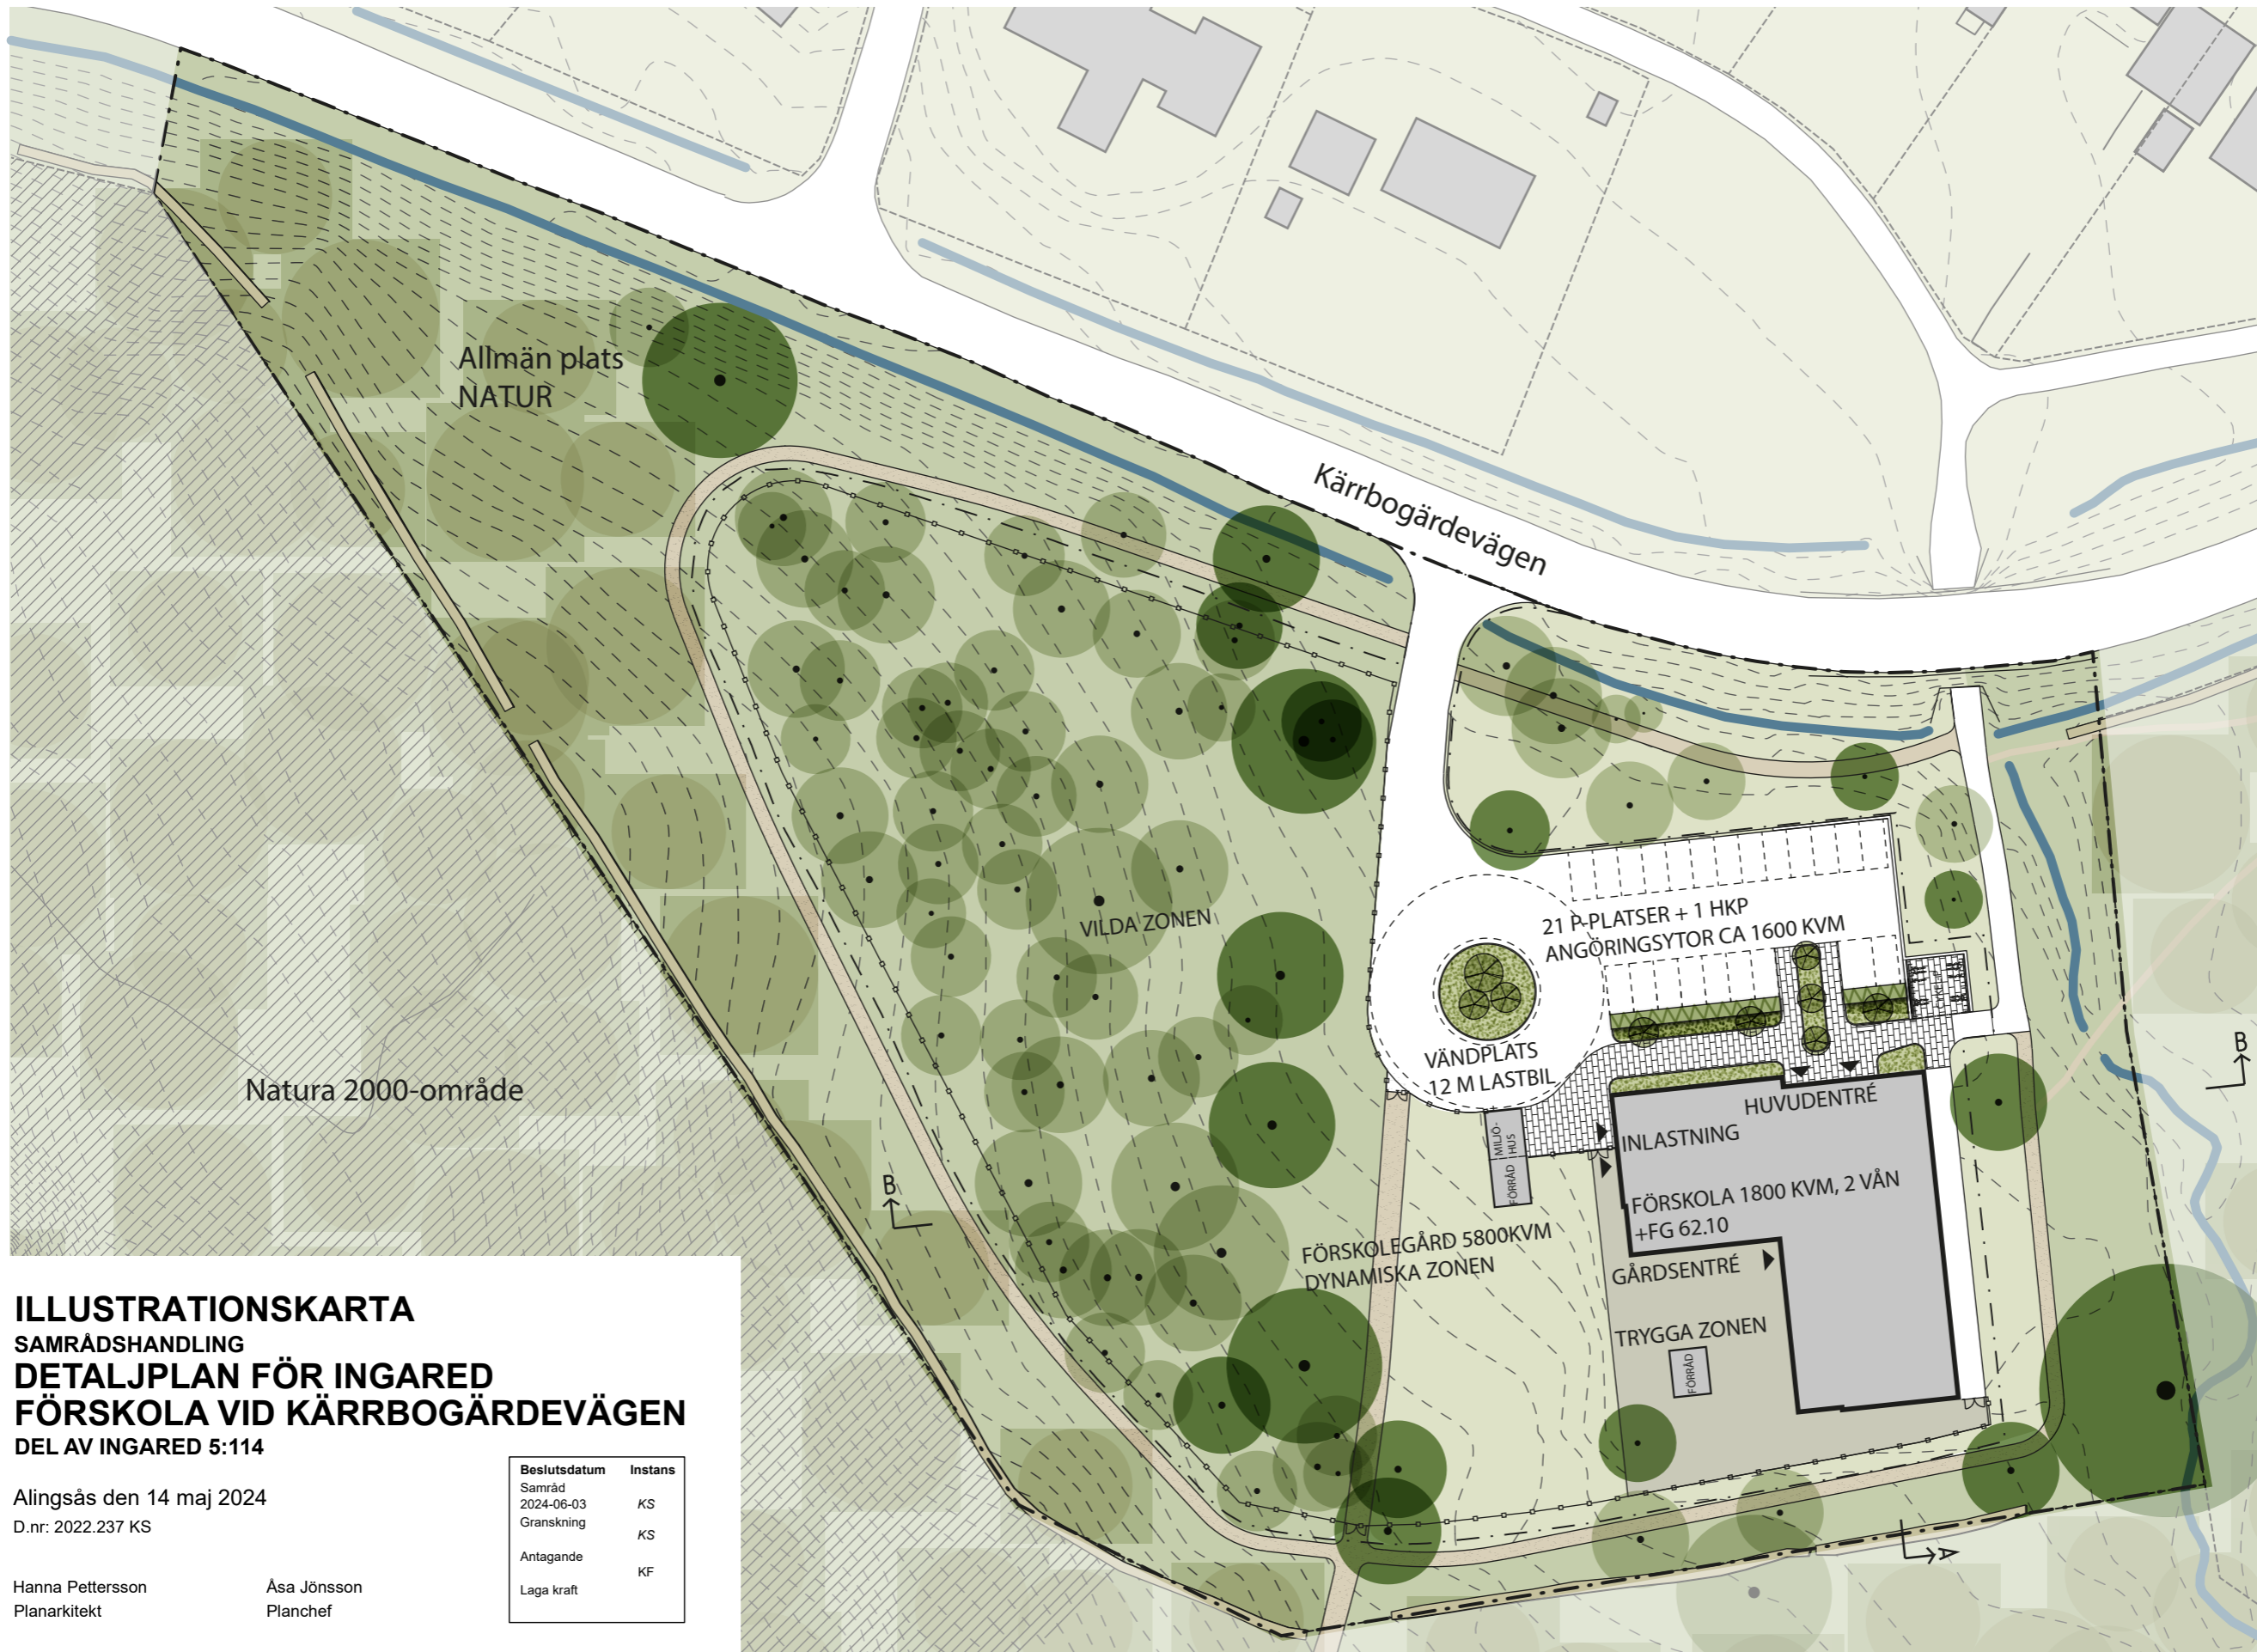 Allmän plats
NATUR
Kärrbogärdevägen
VILDA ZONEN
21 P-PLATSER + 1 HKP
ANGÖRINGSYTOR CA 1600 KVM
VÄNDPLATS
12 M LASTBIL
HUVUDENTRÉ
MILJÖ-
HUS
FÖRRÅD
INLASTNING
FÖRSKOLA 1800 KVM, 2 VÅN
+FG 62.10
FÖRSKOLEGÅRD 5800KVM
DYNAMISKA ZONEN
GÅRDSENTRÉ
TRYGGA ZONEN
FÖRRÅD
Natura 2000-område
B
B
A
ILLUSTRATIONSKARTA
SAMRÅDSHANDLING
DETALJPLAN FÖR INGARED
FÖRSKOLA VID KÄRRBOGÄRDEVÄGEN
DEL AV INGARED 5:114
Alingsås den 14 maj 2024
D.nr: 2022.237 KS
Hanna Pettersson
Planarkitekt
Åsa Jönsson
Planchef
Beslutsdatum Instans
Samråd
2024-06-03 KS
Granskning
KS
Antagande
KF
Laga kraft